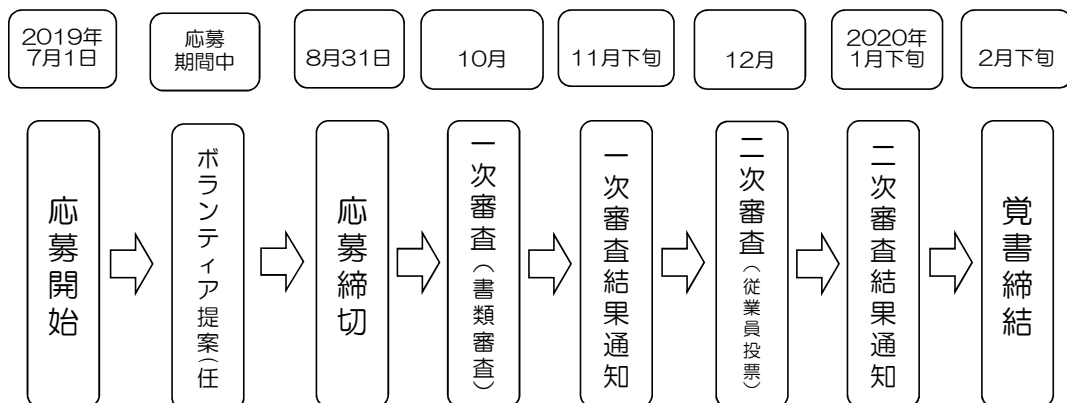 2019年
7月1日
応募
期間中
8月31日
10月
11月下旬
12月
2020年
1月下旬
2月下旬
応募開始
ボランティア提案(任
応募締切
一次審査(書類審査)
一次審査結果通知
二次審査(従業員投票)
二次審査結果通知
覚書締結